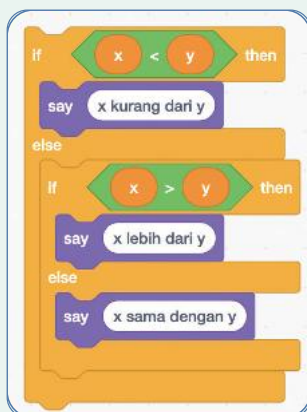 if x < y then
say x kurang dari y
else
if x > y then
say x lebih dari y
else
say x sama dengan y